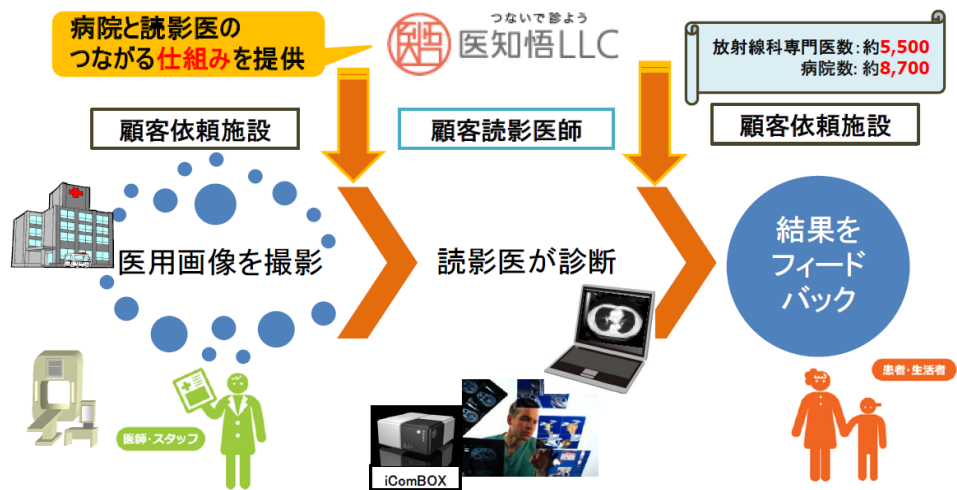 病院と読影医の
つながる仕組みを提供
つないで診よう
医知悟LLC
放射線科専門医数：約5,500
病院数：約8,700
顧客依頼施設
顧客読影医師
顧客依頼施設
医用画像を撮影
読影医が診断
結果を
フィード
バック
医師・スタッフ
iComBOX
患者・生活者